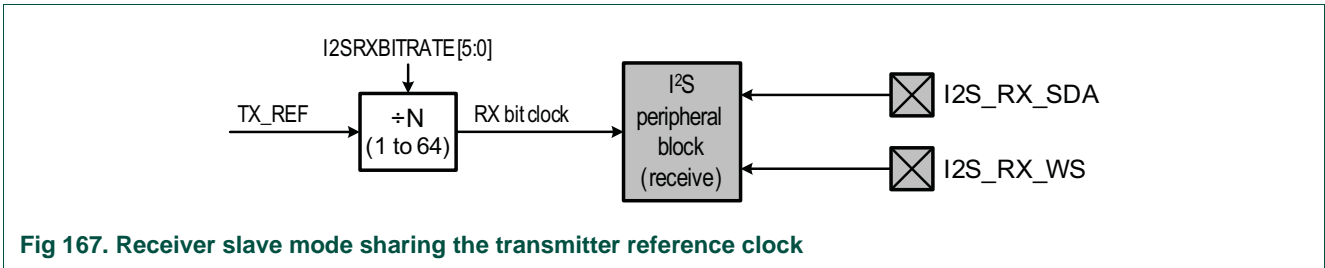 I2SRXBITRATE[5:0]
TX_REF
÷N
(1 to 64)
RX bit clock
I²S
peripheral
block
(receive)
I2S_RX_SDA
I2S_RX_WS
Fig 167. Receiver slave mode sharing the transmitter reference clock